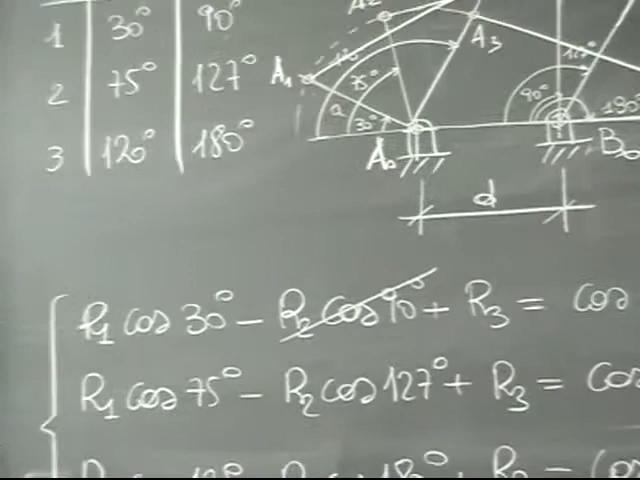 1 30° 90°
2 75° 127°
3 120° 180°
A₂
A₁
A₃
75°
30°
90°
A₀
B₀
d
R₁ cos 30° - R₂ cos 90° + R₃ = cos
R₁ cos 75° - R₂ cos 127° + R₃ = cos